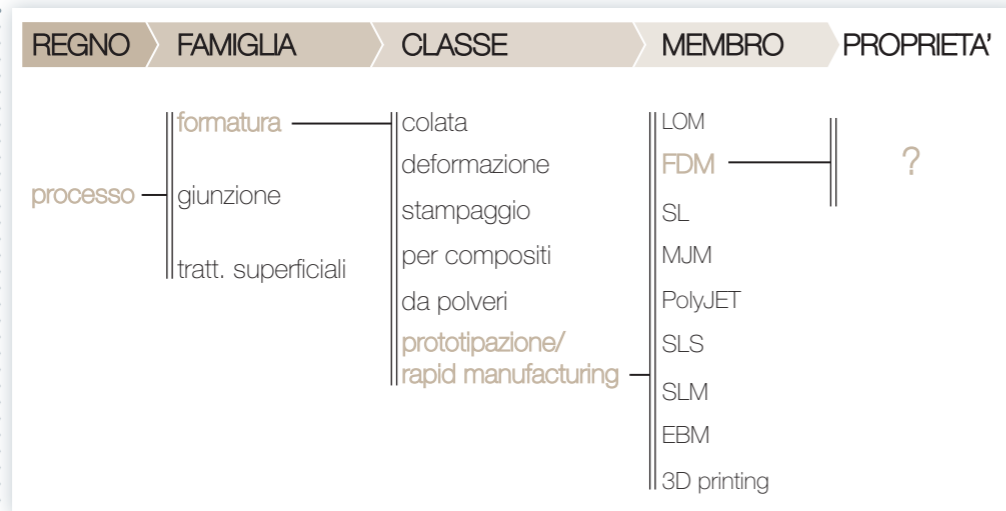 REGNO FAMIGLIA CLASSE MEMBRO PROPRIETA'
processo
formatura
giunzione
tratt. superficiali
colata
deformazione
stampaggio
per compositi
da polveri
prototipazione/
rapid manufacturing
LOM
FDM
SL
MJM
PolyJET
SLS
SLM
EBM
3D printing
?